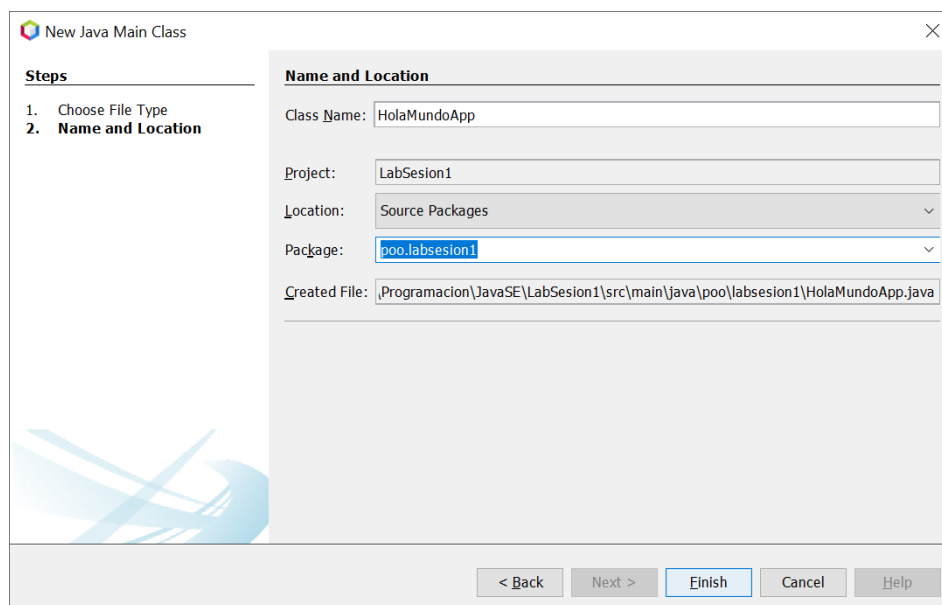 New Java Main Class
Steps
1. Choose File Type
2. Name and Location
Name and Location
Class Name: HolaMundoApp
Project: LabSesion1
Location: Source Packages
Package: poo.labsesion1
Created File: \Programacion\JavaSE\LabSesion1\src\main\java\poo\labsesion1\HolaMundoApp.java
< Back Next > Finish Cancel Help